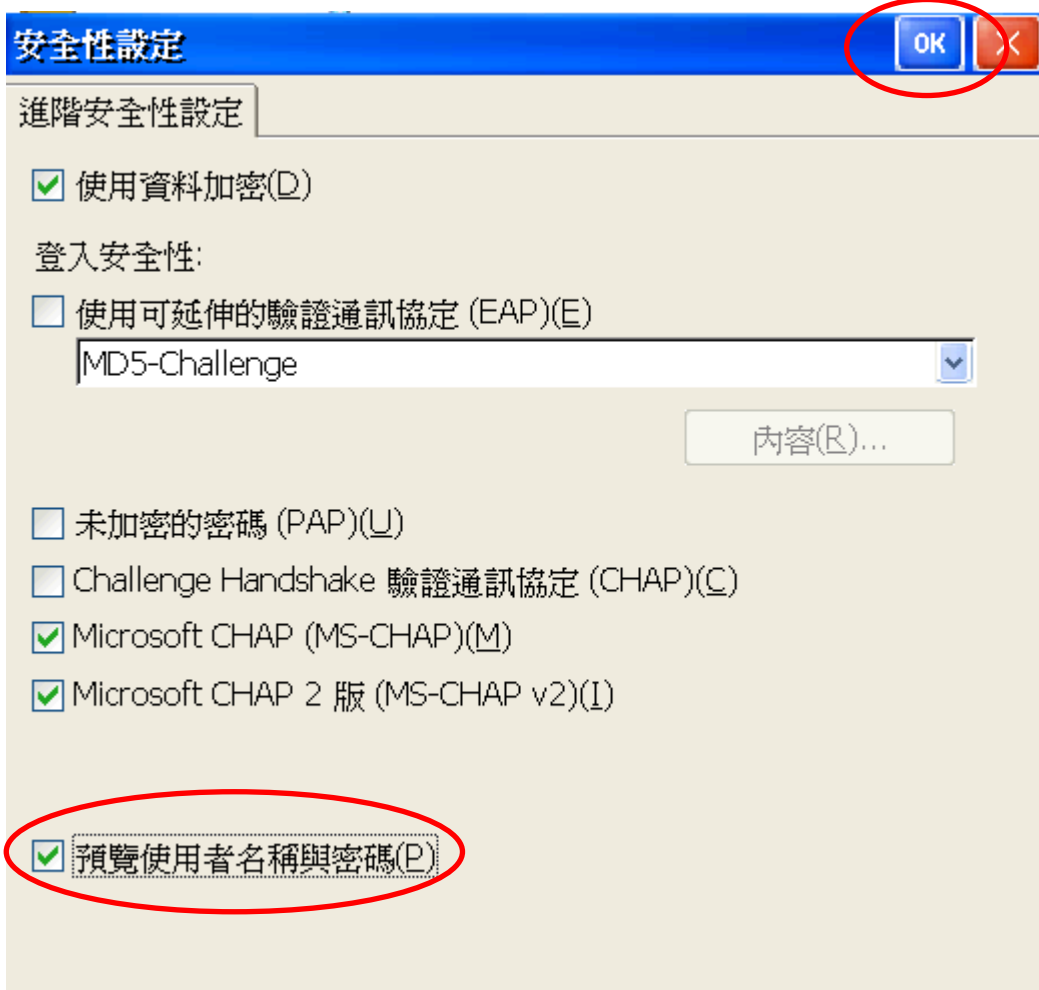 安全性設定
OK
進階安全性設定
使用資料加密(D)
登入安全性:
使用可延伸的驗證通訊協定 (EAP)(E)
MD5-Challenge
內容(R)...
未加密的密碼 (PAP)(U)
Challenge Handshake 驗證通訊協定 (CHAP)(C)
Microsoft CHAP (MS-CHAP)(M)
Microsoft CHAP 2 版 (MS-CHAP v2)(I)
預覽使用者名稱與密碼(P)